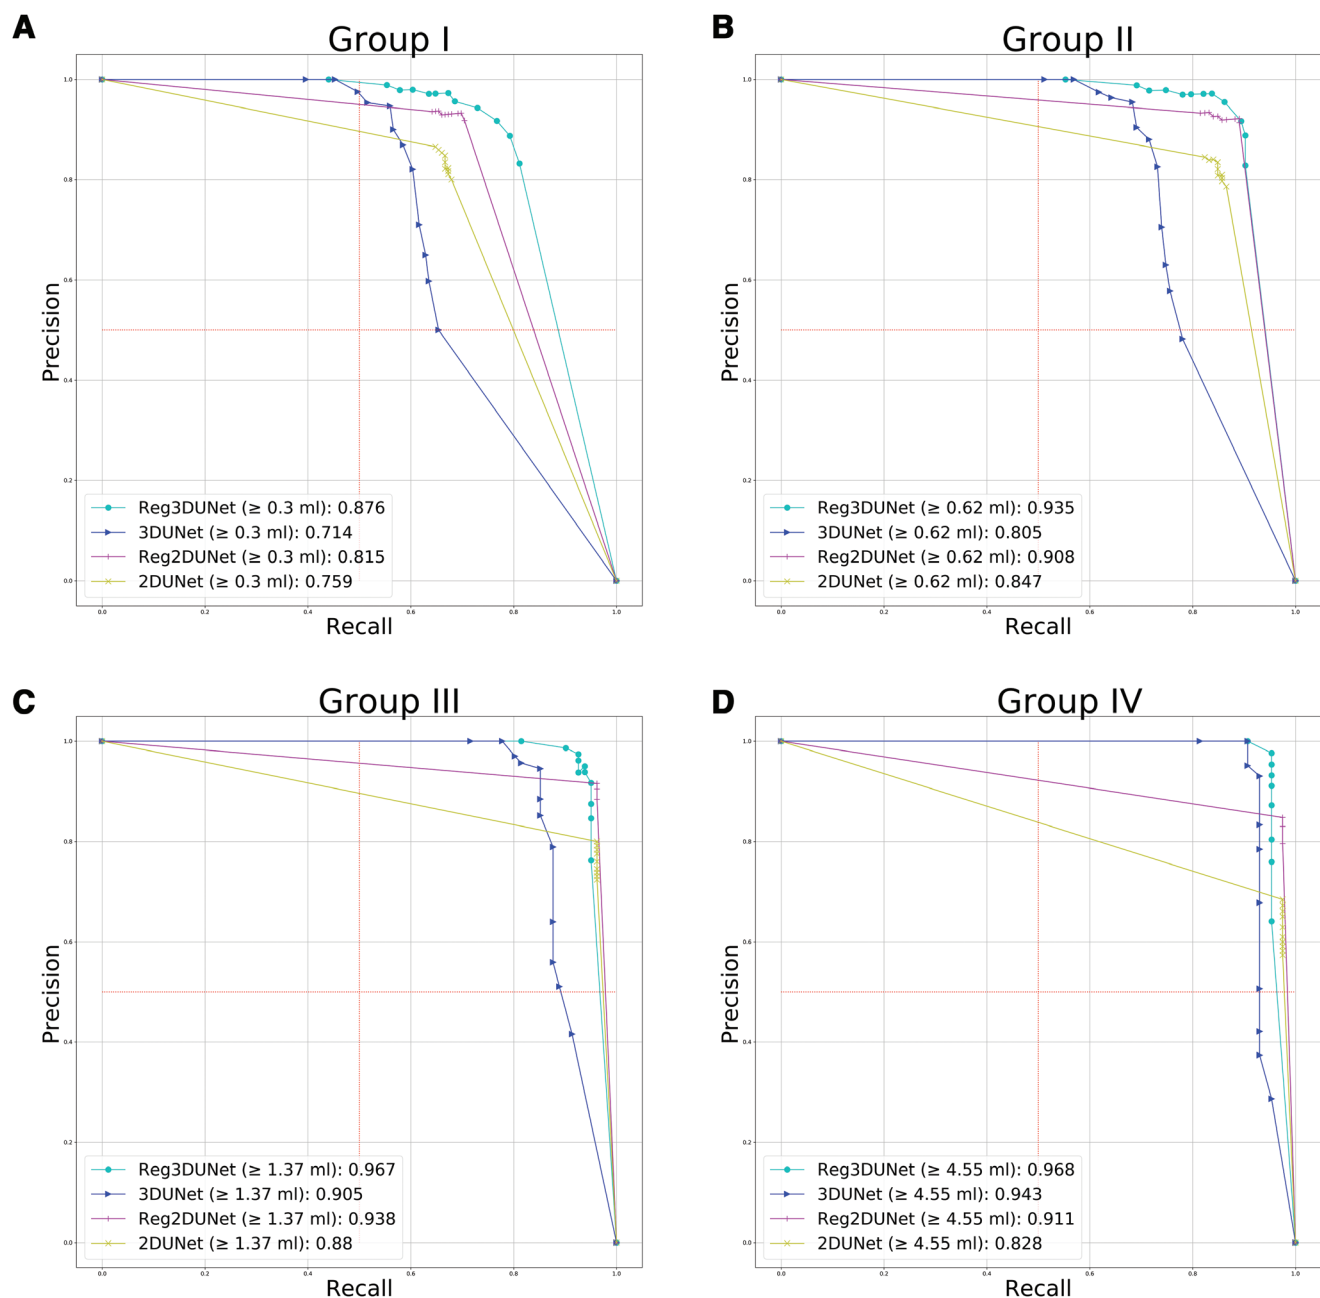 A
Group I
1.0
0.8
0.6
0.4
0.2
0.0
Precision
Reg3DUNet (≥ 0.3 ml): 0.876
3DUNet (≥ 0.3 ml): 0.714
Reg2DUNet (≥ 0.3 ml): 0.815
2DUNet (≥ 0.3 ml): 0.759
0.0 0.2 0.4 0.6 0.8 1.0
Recall
B
Group II
1.0
0.8
0.6
0.4
0.2
0.0
Precision
Reg3DUNet (≥ 0.62 ml): 0.935
3DUNet (≥ 0.62 ml): 0.805
Reg2DUNet (≥ 0.62 ml): 0.908
2DUNet (≥ 0.62 ml): 0.847
0.0 0.2 0.4 0.6 0.8 1.0
Recall
C
Group III
1.0
0.8
0.6
0.4
0.2
0.0
Precision
Reg3DUNet (≥ 1.37 ml): 0.967
3DUNet (≥ 1.37 ml): 0.905
Reg2DUNet (≥ 1.37 ml): 0.938
2DUNet (≥ 1.37 ml): 0.88
0.0 0.2 0.4 0.6 0.8 1.0
Recall
D
Group IV
1.0
0.8
0.6
0.4
0.2
0.0
Precision
Reg3DUNet (≥ 4.55 ml): 0.968
3DUNet (≥ 4.55 ml): 0.943
Reg2DUNet (≥ 4.55 ml): 0.911
2DUNet (≥ 4.55 ml): 0.828
0.0 0.2 0.4 0.6 0.8 1.0
Recall